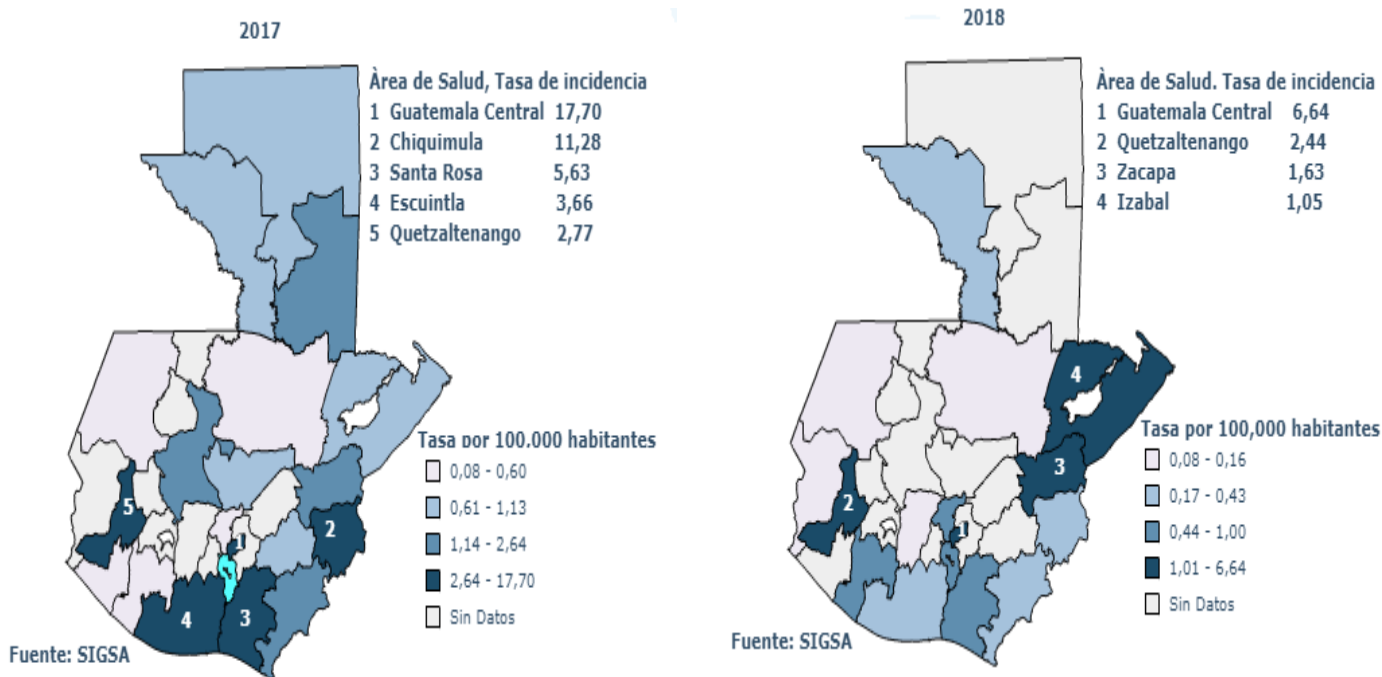 2017
Àrea de Salud, Tasa de incidencia
1 Guatemala Central 17,70
2 Chiquimula 11,28
3 Santa Rosa 5,63
4 Escuintla 3,66
5 Quetzaltenango 2,77
5
2
1
4
3
Tasa por 100.000 habitantes
0,08 - 0,60
0,61 - 1,13
1,14 - 2,64
2,64 - 17,70
Sin Datos
Fuente: SIGSA
2018
Àrea de Salud. Tasa de incidencia
1 Guatemala Central 6,64
2 Quetzaltenango 2,44
3 Zacapa 1,63
4 Izabal 1,05
4
3
2
1
Tasa por 100,000 habitantes
0,08 - 0,16
0,17 - 0,43
0,44 - 1,00
1,01 - 6,64
Sin Datos
Fuente: SIGSA